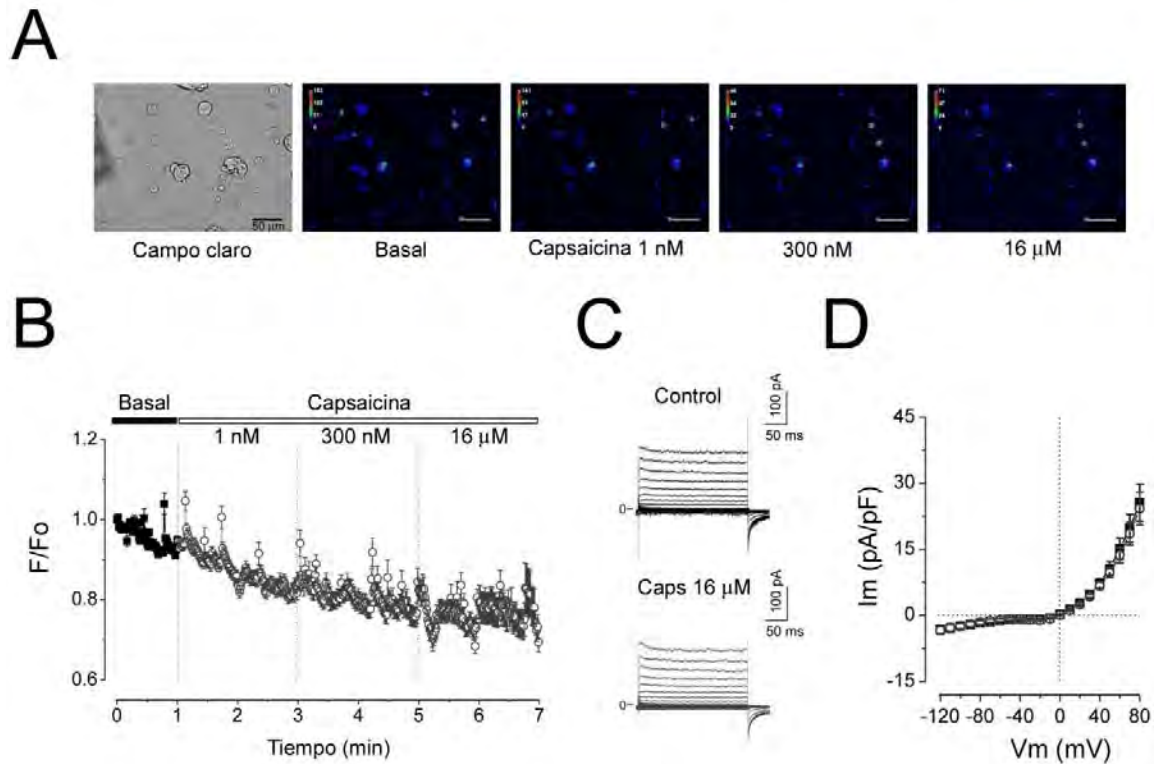 A
50 µm
Campo claro
Basal
Capsaicina 1 nM
300 nM
16 µM
B
Basal
Capsaicina
1 nM
300 nM
16 µM
1.2
1.0
0.8
0.6
F/Fo
0 1 2 3 4 5 6 7
Tiempo (min)
C
Control
100 pA
50 ms
0
Caps 16 µM
100 pA
50 ms
0
D
45
30
15
0
-15
Im (pA/pF)
-120 -80 -40 0 40 80
Vm (mV)